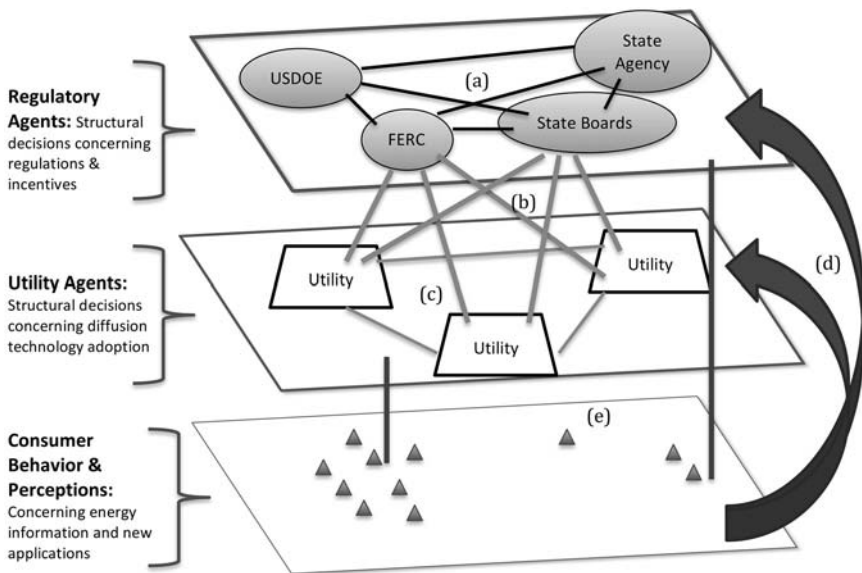 State
Agency
USDOE
(a)
Regulatory
Agents: Structural
decisions concerning
regulations &
incentives
FERC
State Boards
(b)
(d)
Utility
Utility
Utility Agents:
Structural decisions
concerning diffusion
technology adoption
(c)
Utility
(e)
Consumer
Behavior &
Perceptions:
Concerning energy
information and new
applications